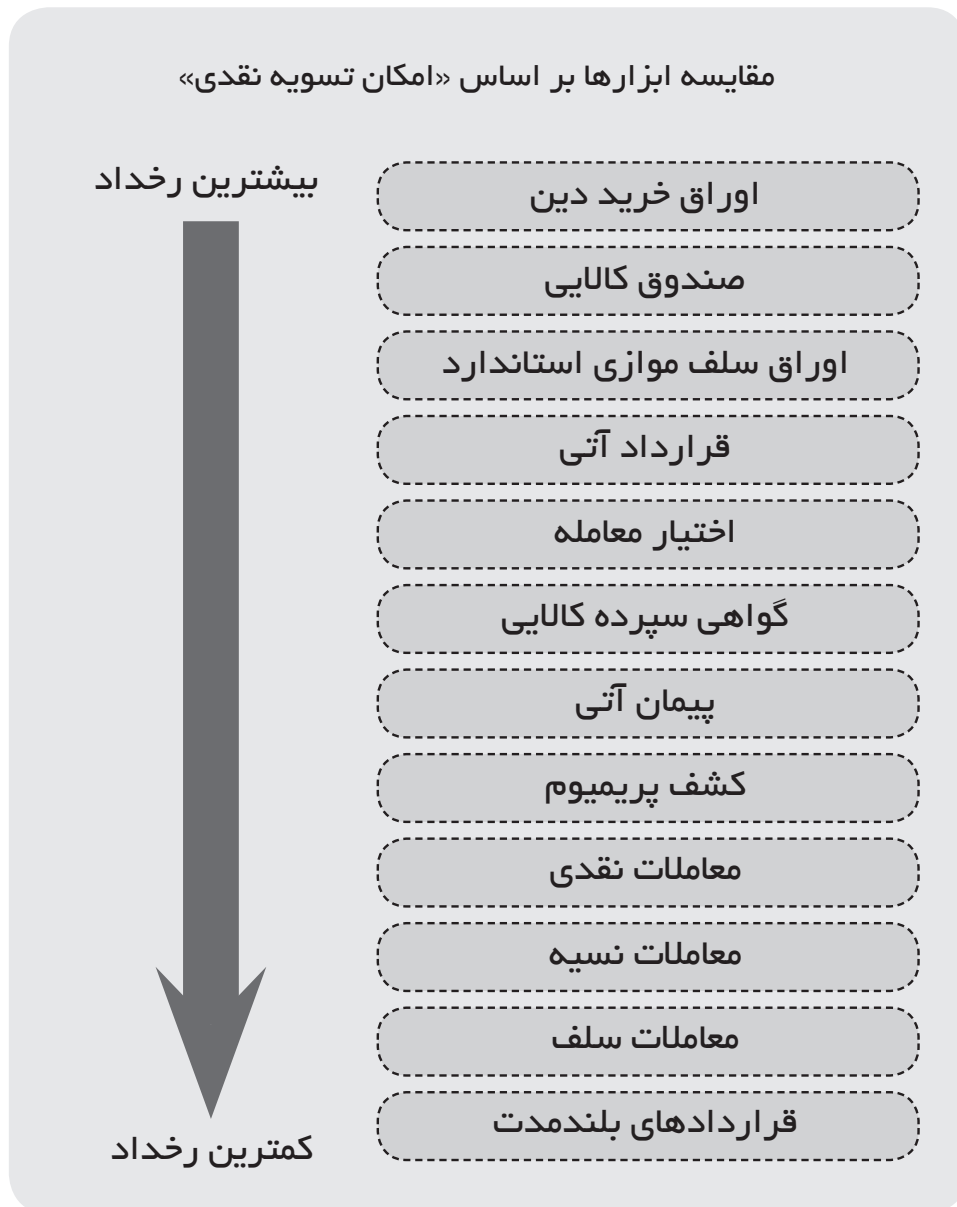 مقایسه ابزارها بر اساس «امکان تسویه نقدی»
بیشترین رخداد
اوراق خرید دین
صندوق کالایی
اوراق سلف موازی استاندارد
قرارداد آتی
اختیار معامله
گواهی سپرده کالایی
پیمان آتی
کشف پریمیوم
معاملات نقدی
معاملات نسیه
معاملات سلف
قراردادهای بلندمدت
کمترین رخداد